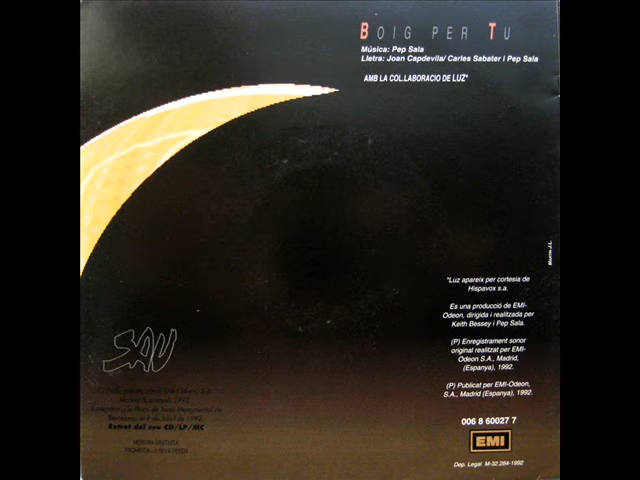 BOIG PER TU
Música: Pep Sala
Lletra: Joan Capdevila/ Carles Sabater i Pep Sala
AMB LA COL.LABORACIO DE LUZ*
"Luz apareix per cortesia de
Hispavox s.a.
Es una producció de EMI-
Odeon, dirigida i realitzada per
Keith Bessey i Pep Sala.
(P) Enregistrament sonor
original realitzat per EMI-
Odeon S.A., Madrid,
(Espanya), 1992.
(P) Publicat per EMI-Odeon,
S.A., Madrid (Espanya), 1992.
006 8 60027 7
EMI
Dep. Legal M-32.264-1992
SAU
Madrid (Espanya), 1992
Extret del seu CD/LP/MC
MOSTRA GRATUITA